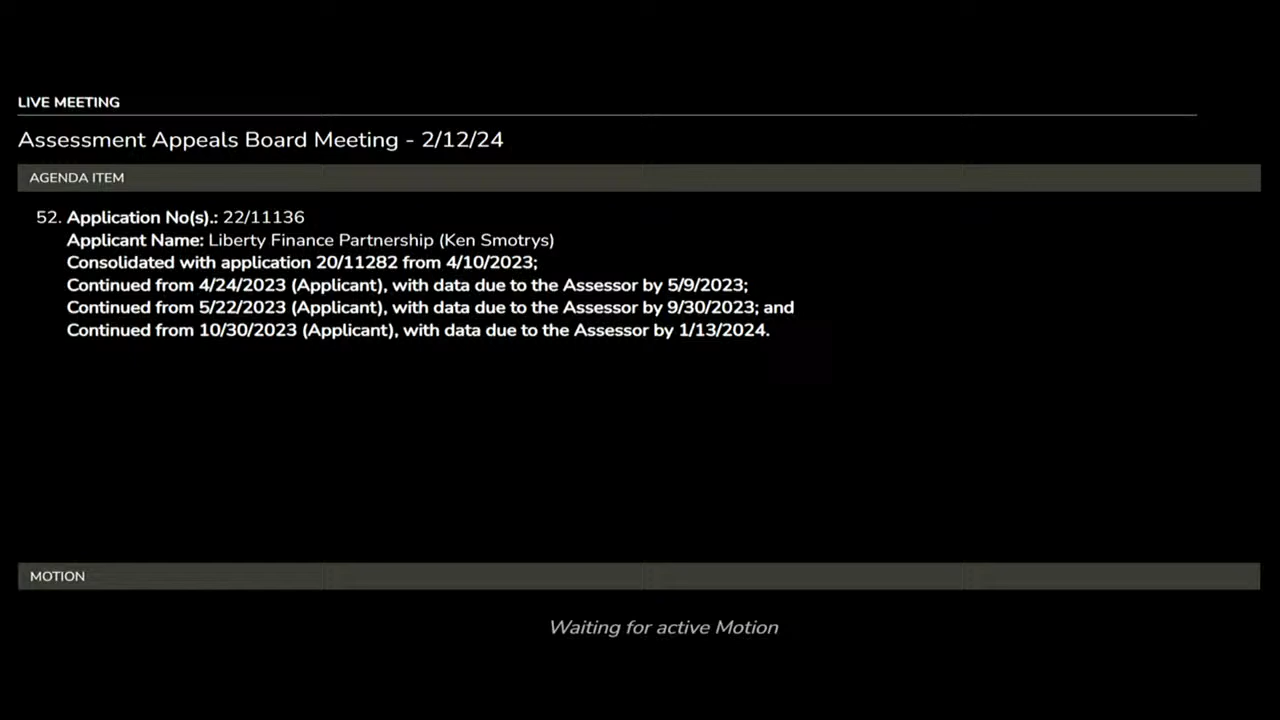 LIVE MEETING
Assessment Appeals Board Meeting - 2/12/24
AGENDA ITEM
52. Application No(s).: 22/11136
Applicant Name: Liberty Finance Partnership (Ken Smotrys)
Consolidated with application 20/11282 from 4/10/2023;
Continued from 4/24/2023 (Applicant), with data due to the Assessor by 5/9/2023;
Continued from 5/22/2023 (Applicant), with data due to the Assessor by 9/30/2023; and
Continued from 10/30/2023 (Applicant), with data due to the Assessor by 1/13/2024.
MOTION
Waiting for active Motion